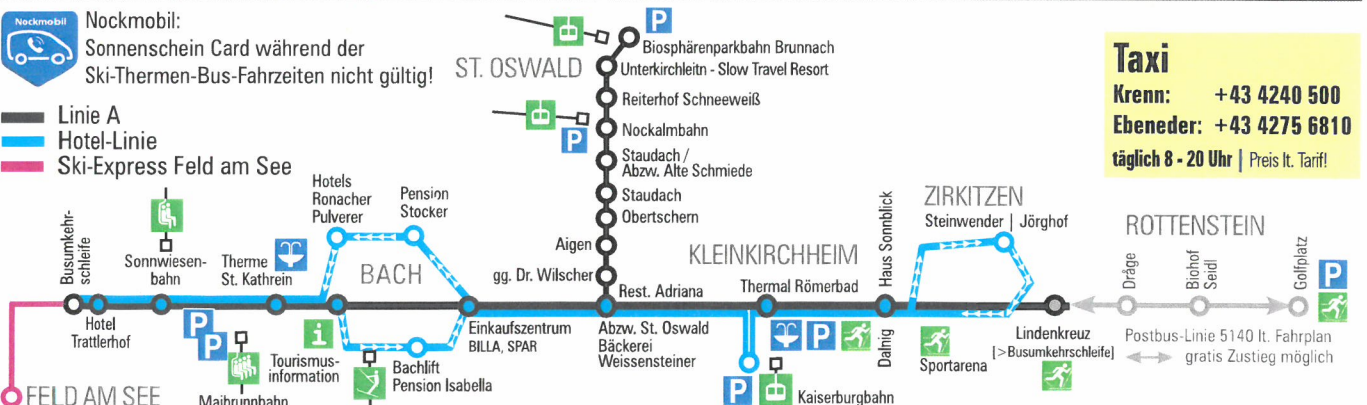 Nockmobil
Nockmobil:
Sonnenschein Card während der
Ski-Thermen-Bus-Fahrzeiten nicht gültig!
Linie A
Hotel-Linie
Ski-Express Feld am See
ST. OSWALD
P
Biosphärenparkbahn Brunnach
Unterkirchleitn - Slow Travel Resort
Reiterhof Schneeweiß
Nockalmbahn
P
Staudach /
Abzw. Alte Schmiede
Staudach
Obertschern
Aigen
gg. Dr. Wilscher
Rest. Adriana
Taxi
Krenn: +43 4240 500
Ebeneder: +43 4275 6810
täglich 8 - 20 Uhr | Preis lt. Tarif!
Busumkehr-
schleife
Sonnwiesen-
bahn
Therme
St. Kathrein
Hotels
Ronacher
Pulverer
Pension
Stocker
BACH
KLEINKIRCHHEIM
Thermal Römerbad
Haus Sonnblick
ZIRKITZEN
Steinwender | Jörghof
ROTTENSTEIN
Dräge
Biohof
Seidl
Golfplatz
P
Hotel
Trattlerhof
P
P
Maibrunnbahn
i
Tourismus-
information
Bachlift
Pension Isabella
Einkaufszentrum
BILLA, SPAR
Abzw. St. Oswald
Bäckerei
Weissensteiner
P
P
Kaiserburgbahn
Dahnig
Sportarena
Lindenkreuz
[>Busumkehrschleife]
Postbus-Linie 5140 lt. Fahrplan
gratis Zustieg möglich
FELD AM SEE